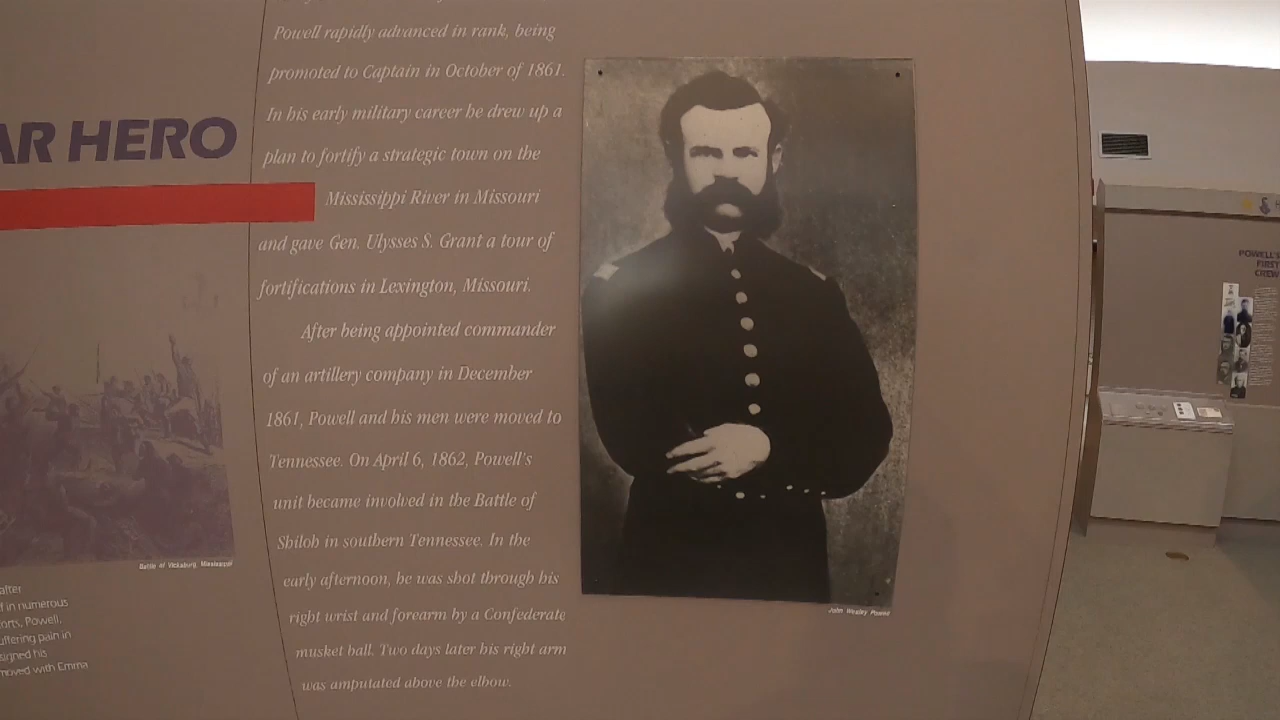 AR HERO
Powell rapidly advanced in rank, being
promoted to Captain in October of 1861.
In his early military career he drew up a
plan to fortify a strategic town on the
Mississippi River in Missouri
and gave Gen. Ulysses S. Grant a tour of
fortifications in Lexington, Missouri.
After being appointed commander
of an artillery company in December
1861, Powell and his men were moved to
Tennessee. On April 6, 1862, Powell's
unit became involved in the Battle of
Shiloh in southern Tennessee. In the
early afternoon, he was shot through his
right wrist and forearm by a Confederate
musket ball. Two days later his right arm
was amputated above the elbow.
Battle of Vicksburg, Mississippi
after
in numerous
Powell,
uffering pain in
signed his
moved with Emma
John Wesley Powell
POWELL'S
FIRST
CREW